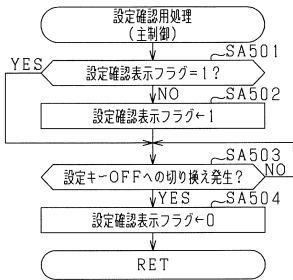 設定確認用処理
(主制御)
SA501
YES
設定確認表示フラグ=1?
NO
SA502
設定確認表示フラグ←1
SA503
設定キーOFFへの切り換え発生?
NO
YES
SA504
設定確認表示フラグ←0
RET